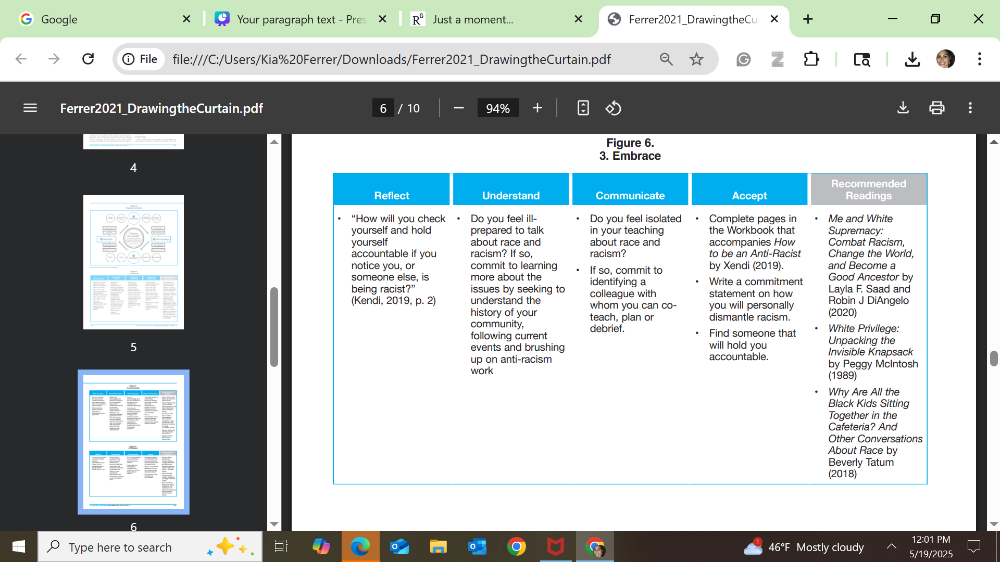 Google
Your paragraph text - Pres
Just a moment...
Ferrer2021_DrawingtheCu
File
file:///C:/Users/Kia%20Ferrer/Downloads/Ferrer2021_DrawingtheCurtain.pdf
Ferrer2021_DrawingtheCurtain.pdf
6 / 10
94%
4
5
6
Figure 6.
3. Embrace
Reflect
“How will you check
yourself and hold
yourself
accountable if you
notice you, or
someone else, is
being racist?”
(Kendi, 2019, p. 2)
Understand
Do you feel ill-
prepared to talk
about race and
racism? If so,
commit to learning
more about the
issues by seeking to
understand the
history of your
community,
following current
events and brushing
up on anti-racism
work
Communicate
Do you feel isolated
in your teaching
about race and
racism?
If so, commit to
identifying a
colleague with
whom you can co-
teach, plan or
debrief.
Accept
Complete pages in
the Workbook that
accompanies How
to be an Anti-Racist
by Xendi (2019).
Write a commitment
statement on how
you will personally
dismantle racism.
Find someone that
will hold you
accountable.
Recommended
Readings
Me and White
Supremacy:
Combat Racism,
Change the World,
and Become a
Good Ancestor by
Layla F. Saad and
Robin J DiAngelo
(2020)
White Privilege:
Unpacking the
Invisible Knapsack
by Peggy McIntosh
(1989)
Why Are All the
Black Kids Sitting
Together in the
Cafeteria? And
Other Conversations
About Race by
Beverly Tatum
(2018)
Type here to search
1
46°F Mostly cloudy
12:01 PM
5/19/2025